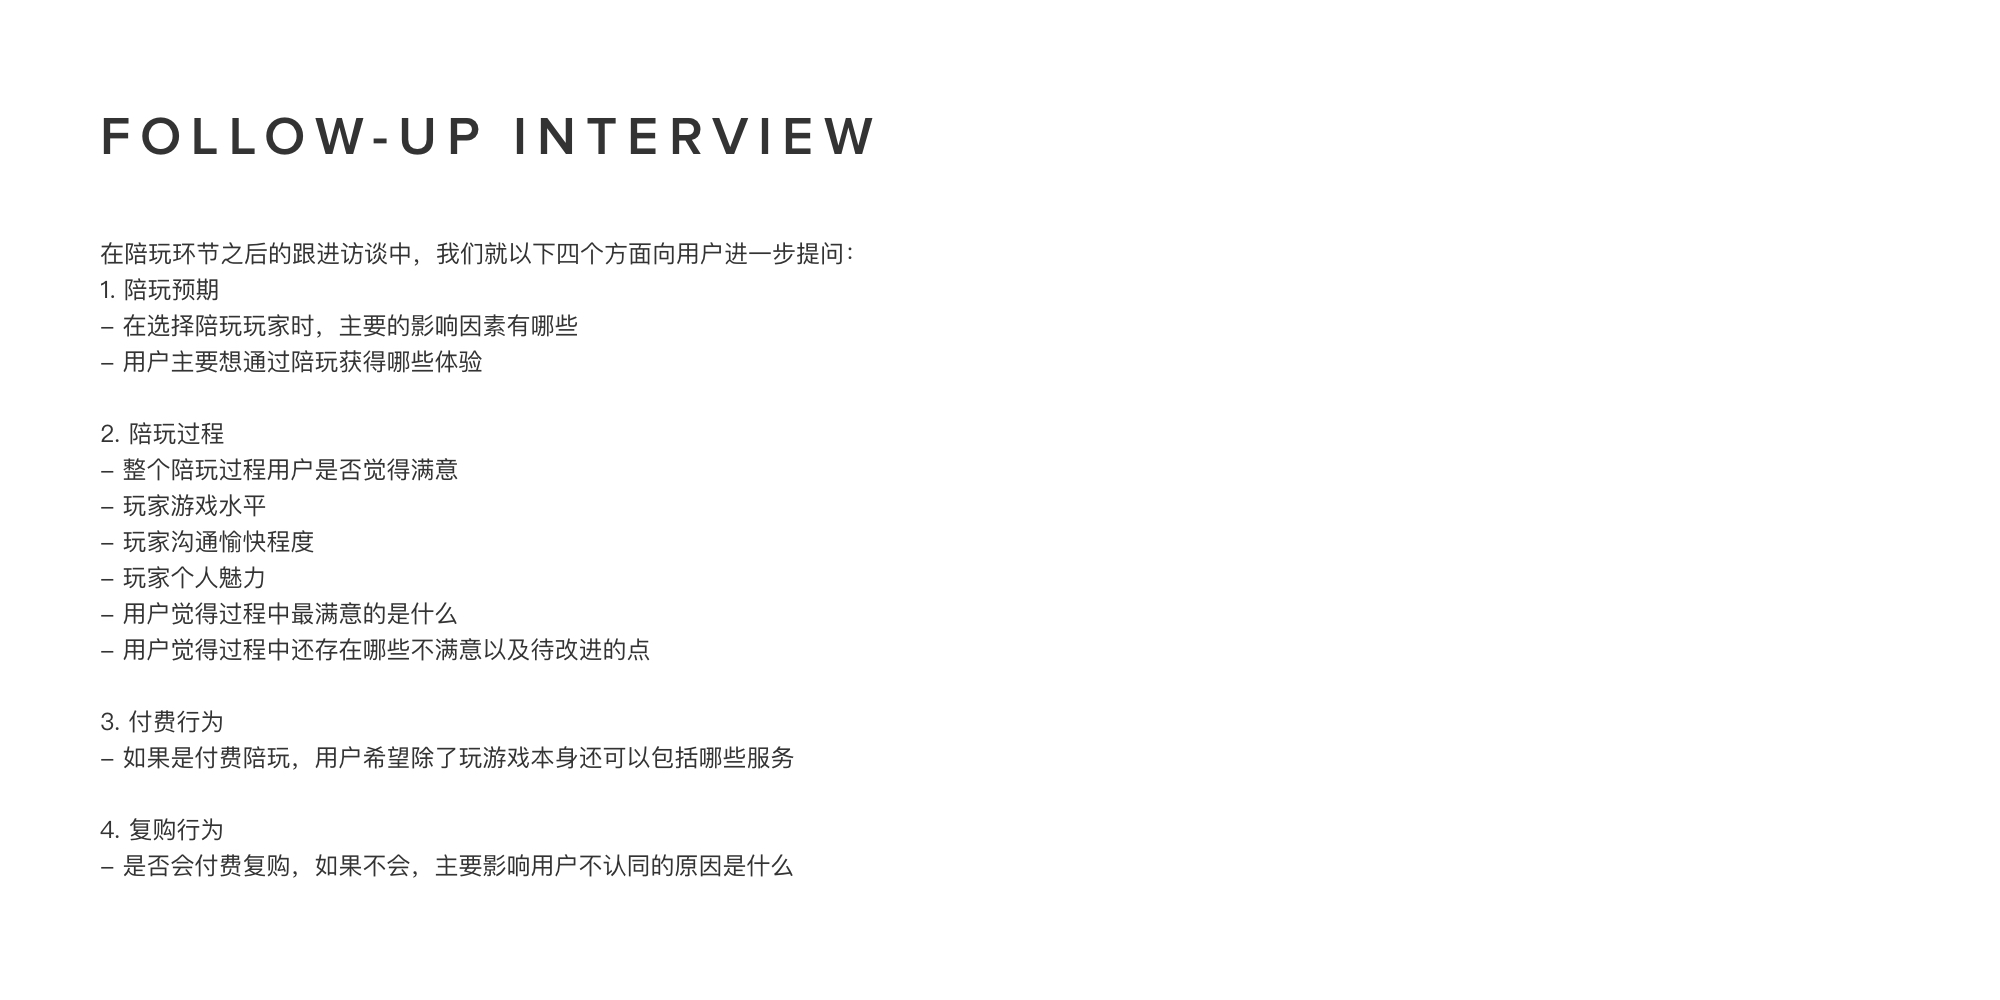 FOLLOW-UP INTERVIEW
在陪玩环节之后的跟进访谈中，我们就以下四个方面向用户进一步提问：
1. 陪玩预期
– 在选择陪玩玩家时，主要的影响因素有哪些
– 用户主要想通过陪玩获得哪些体验
2. 陪玩过程
– 整个陪玩过程用户是否觉得满意
– 玩家游戏水平
– 玩家沟通愉快程度
– 玩家个人魅力
– 用户觉得过程中最满意的是什么
– 用户觉得过程中还存在哪些不满意以及待改进的点
3. 付费行为
– 如果是付费陪玩，用户希望除了玩游戏本身还可以包括哪些服务
4. 复购行为
– 是否会付费复购，如果不会，主要影响用户不认同的原因是什么